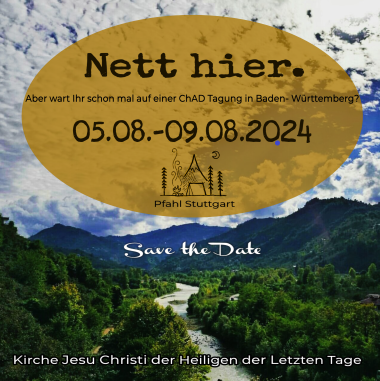 Nett hier.
Aber wart Ihr schon mal auf einer ChAD Tagung in Baden- Württemberg?
05.08.-09.08.2024
Pfahl Stuttgart
Save the Date
Kirche Jesu Christi der Heiligen der Letzten Tage